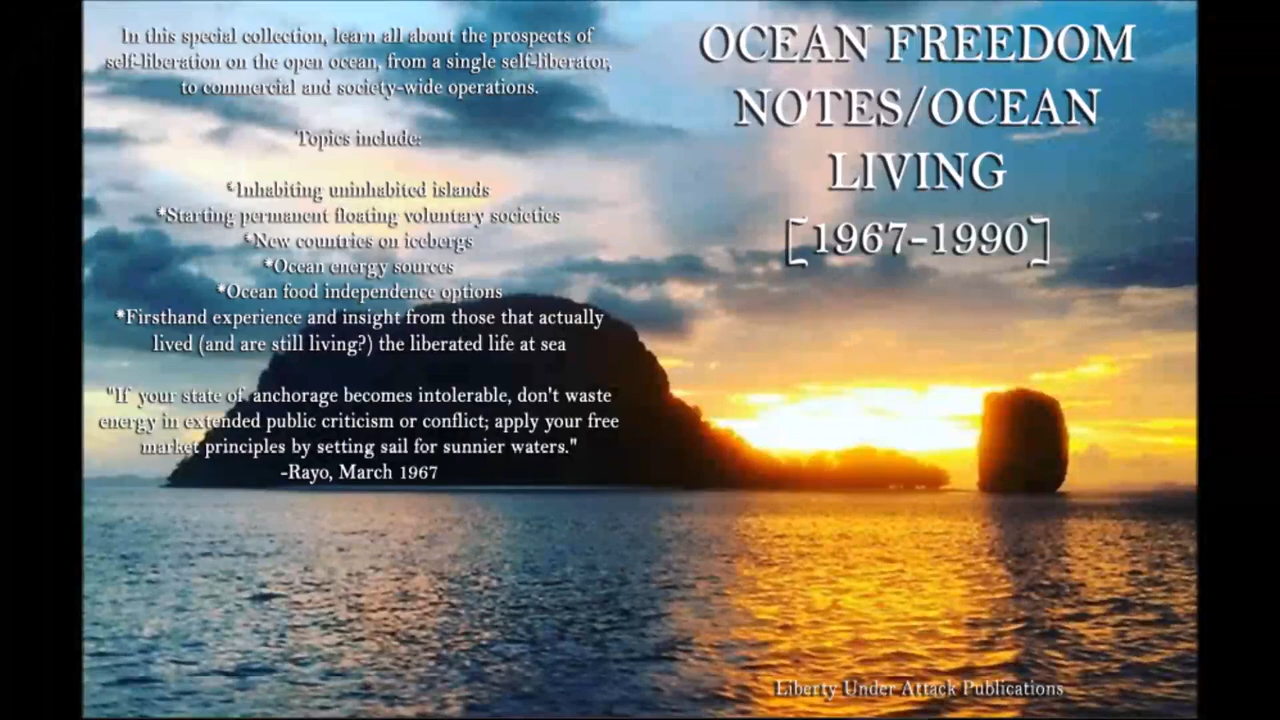 In this special collection, learn all about the prospects of
self-liberation on the open ocean, from a single self-liberator,
to commercial and society-wide operations.
Topics include:
*Inhabiting uninhabited islands
*Starting permanent floating voluntary societies
*New countries on icebergs
*Ocean energy sources
*Ocean food independence options
*Firsthand experience and insight from those that actually
lived (and are still living?) the liberated life at sea
"If your state of anchorage becomes intolerable, don't waste
energy in extended public criticism or conflict; apply your free
market principles by setting sail for sunnier waters."
-Rayo, March 1967
OCEAN FREEDOM
NOTES/OCEAN
LIVING
[1967-1990]
Liberty Under Attack Publications